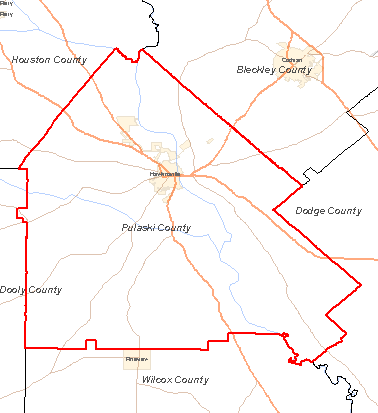 Perry
Perry
Houston County
Cochran
Bleckley County
Hawkinsville
Dodge County
Pulaski County
Dooly County
Pineview
Wilcox County